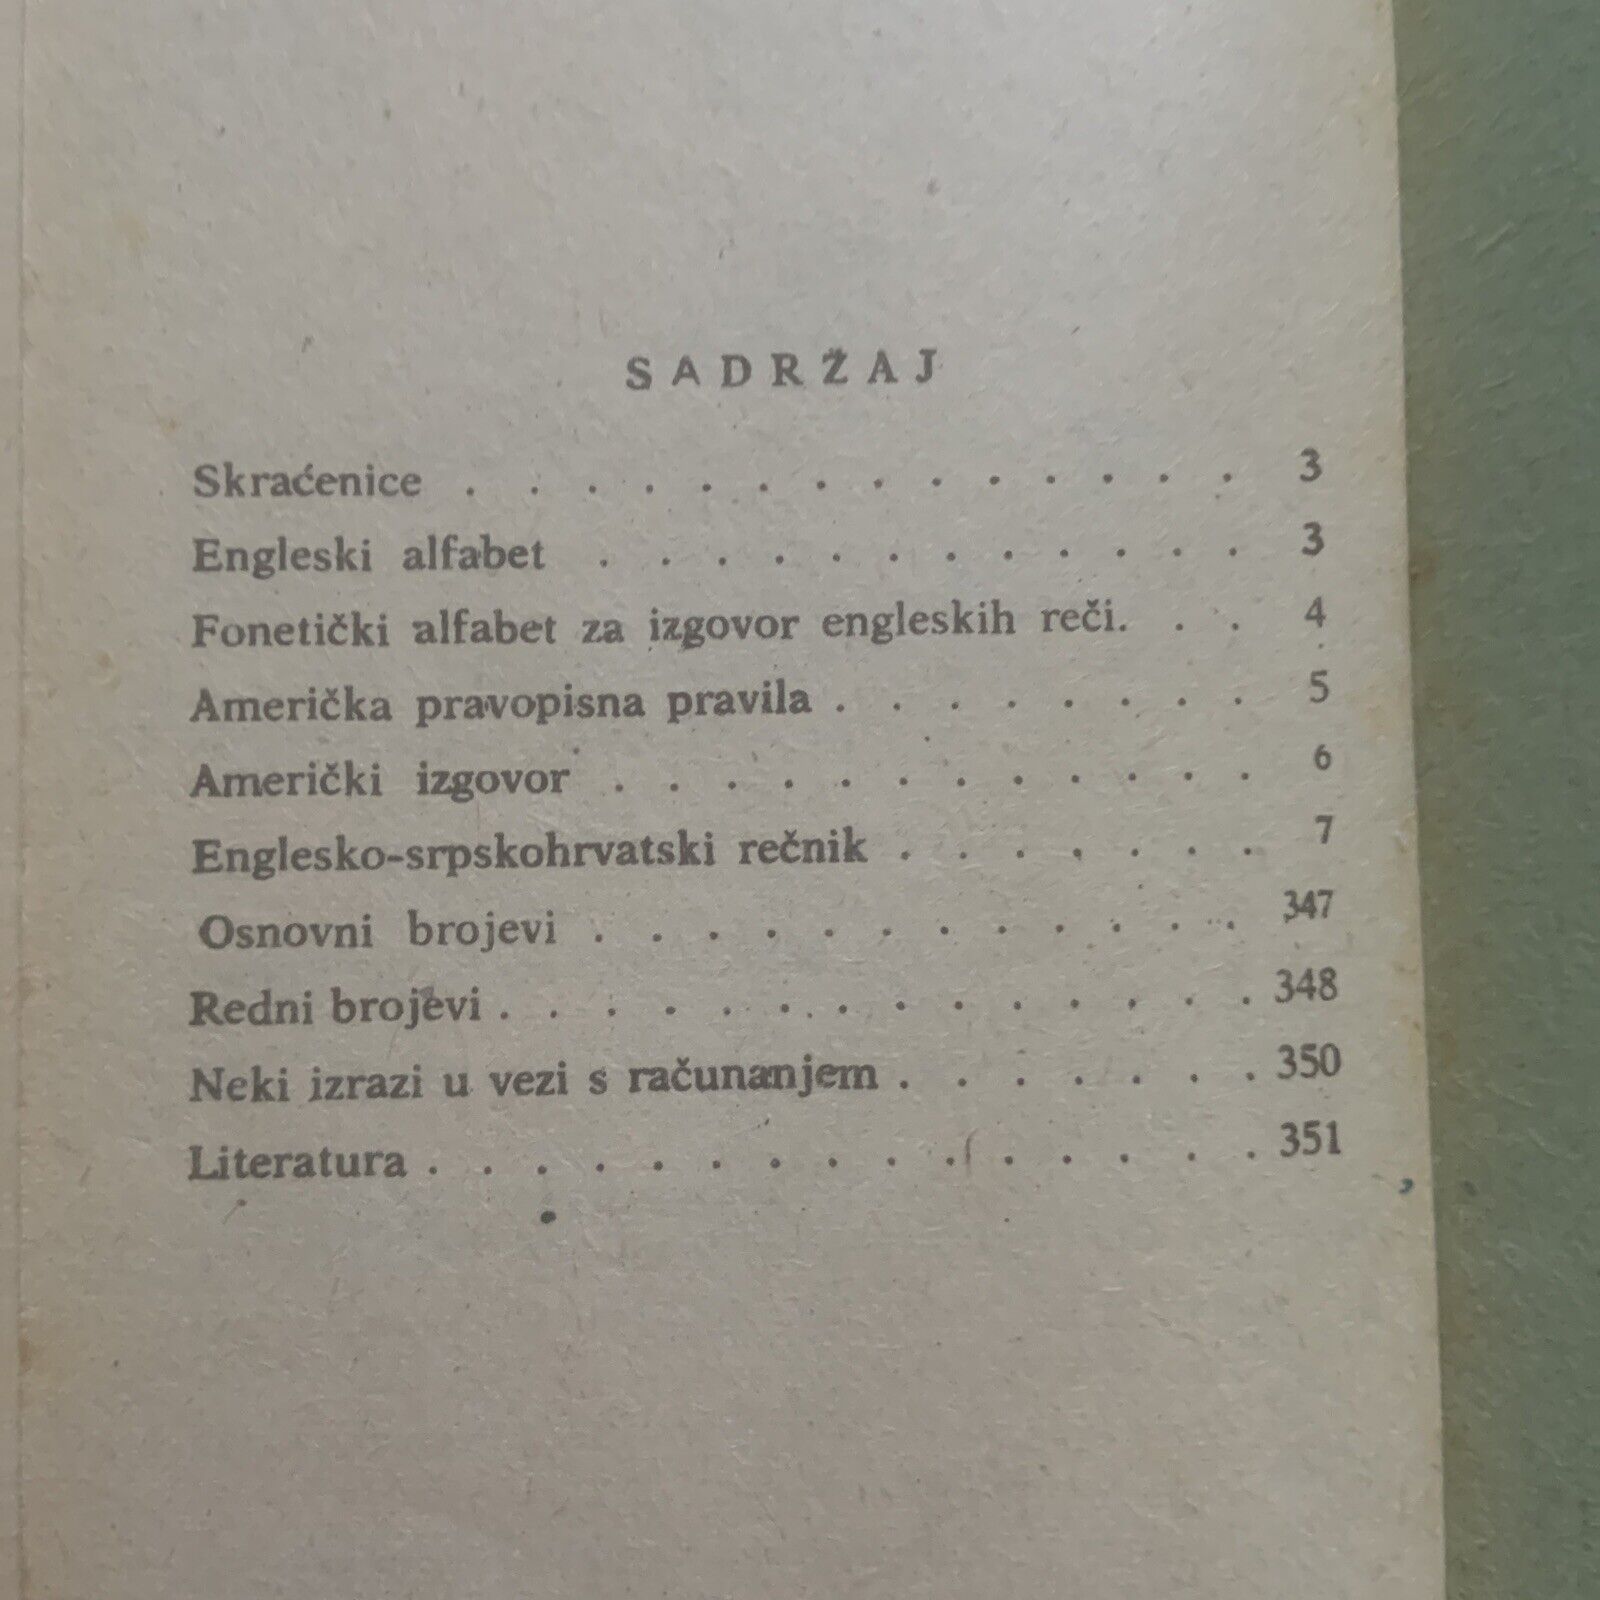 SADRŽAJ
Skraćenice . . . . . . . . . . . . . . 3
Engleski alfabet . . . . . . . . . . . . 3
Fonetički alfabet za izgovor engleskih reči. . . 4
Američka pravopisna pravila . . . . . . . . 5
Američki izgovor . . . . . . . . . . . . 6
Englesko-srpskohrvatski rečnik . . . . . . . 7
Osnovni brojevi . . . . . . . . . . . . 347
Redni brojevi . . . . . . . . . . . . . . 348
Neki izrazi u vezi s računanjem . . . . . . . 350
Literatura . . . . . . . . . . . . . . . 351